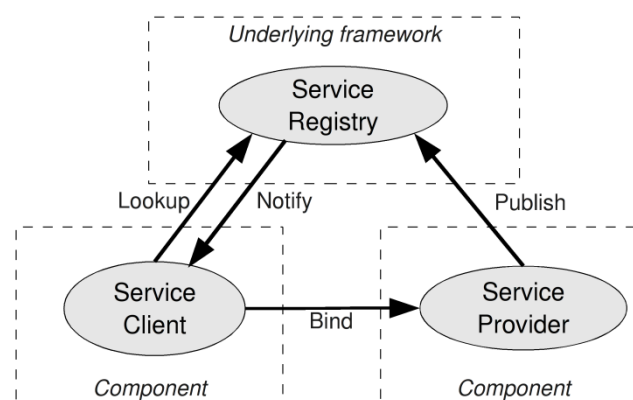 Underlying framework
Service
Registry
Lookup
Notify
Publish
Service
Client
Bind
Service
Provider
Component
Component